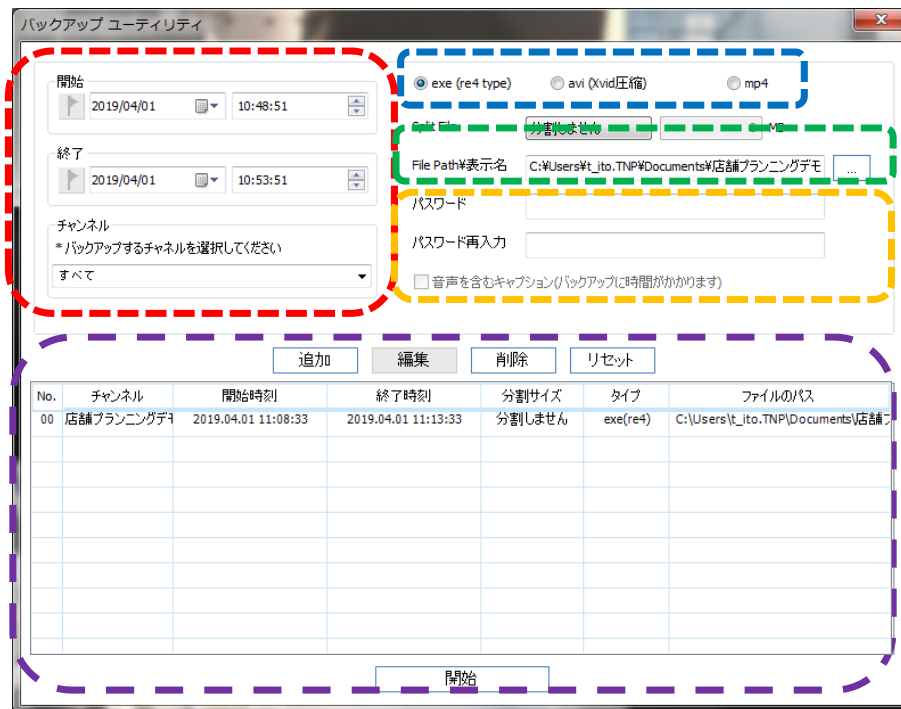 バックアップ ユーティリティ
開始
2019/04/01 10:48:51
終了
2019/04/01 10:53:51
チャンネル
*バックアップするチャネルを選択してください
すべて
exe (re4 type) avi (Xvid圧縮) mp4
Split File 分割しません MB
File Path¥表示名 C:¥Users¥t_ito.TNP¥Documents¥店舗プランニングデモ ...
パスワード
パスワード再入力
音声を含むキャプション(バックアップに時間がかかります)
追加 編集 削除 リセット
No. チャンネル 開始時刻 終了時刻 分割サイズ タイプ ファイルのパス
00 店舗プランニングデモ 2019.04.01 11:08:33 2019.04.01 11:13:33 分割しません exe(re4) C:\Users\t_ito.TNP\Documents\店舗プ
開始